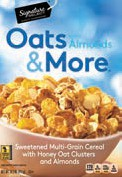 Signature
SELECT
Oats
with Almonds
& More
Sweetened Multi-Grain Cereal
with Honey Oat Clusters
and Almonds